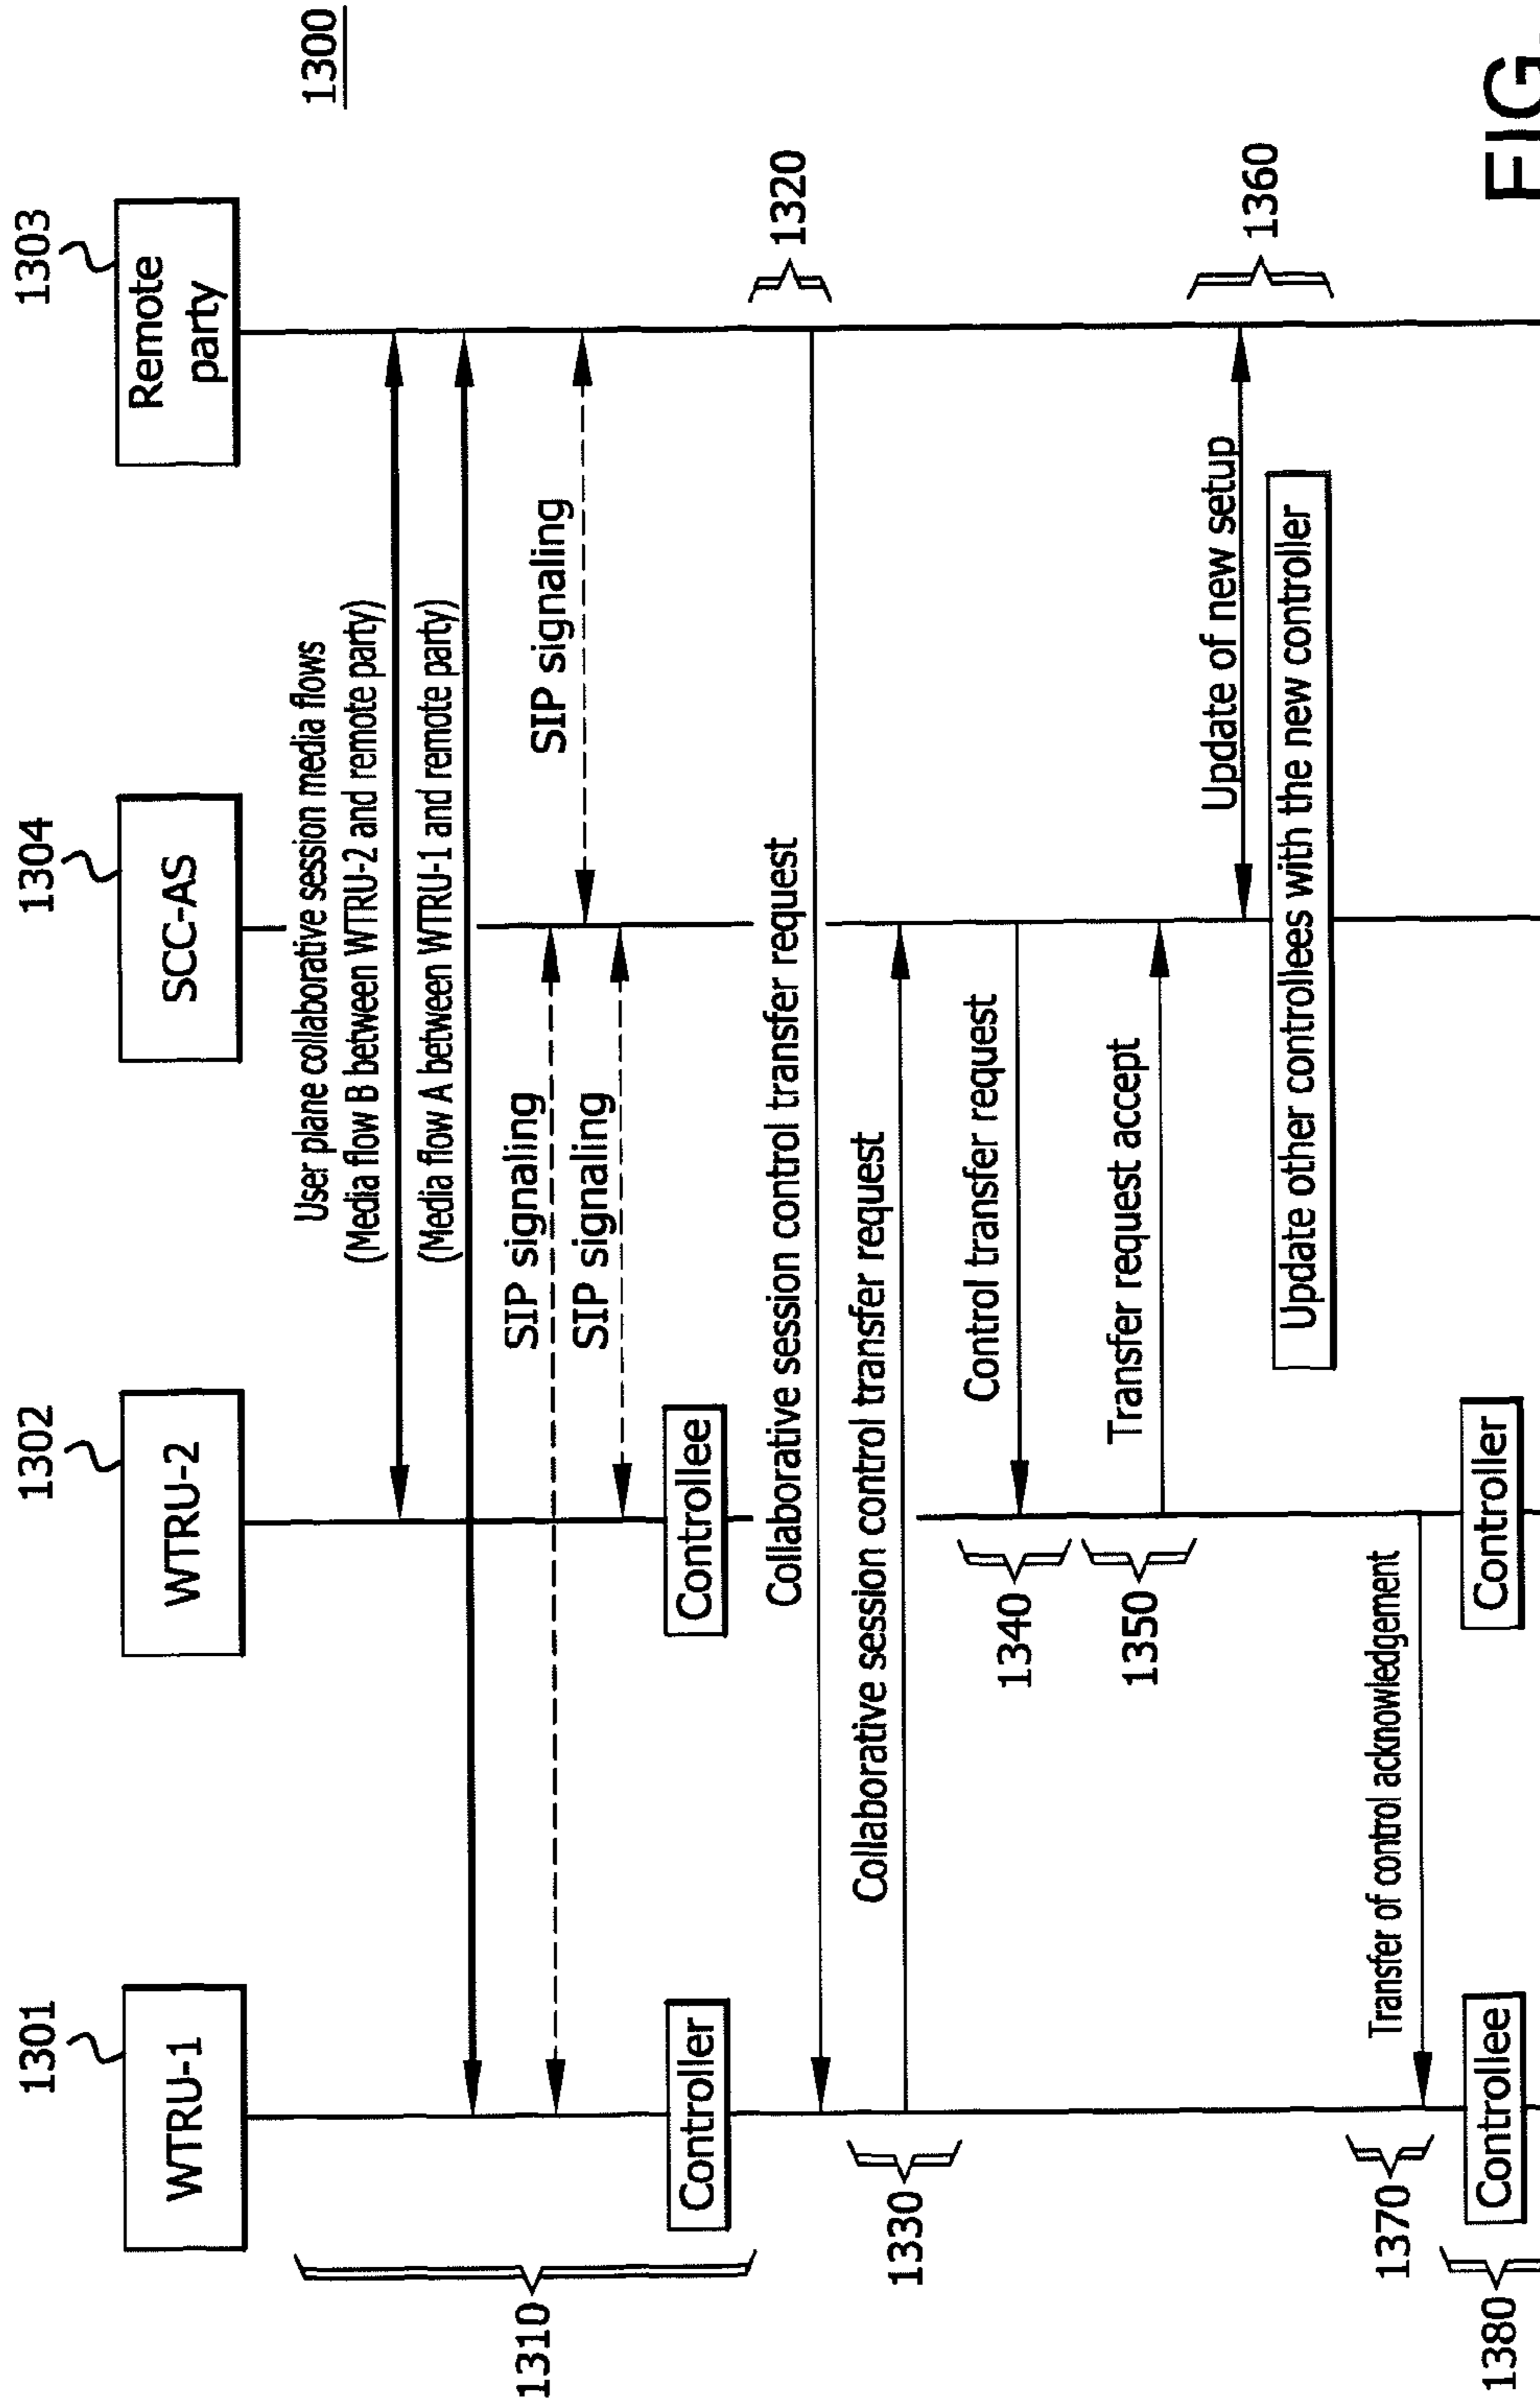 1300
1301
1302
1304
1303
WTRU-1
WTRU-2
SCC-AS
Remote
party
User plane collaborative session media flows
(Media flow B between WTRU-2 and remote party)
(Media flow A between WTRU-1 and remote party)
SIP signaling
SIP signaling
SIP signaling
1310
Controller
Controllee
Collaborative session control transfer request
1320
Collaborative session control transfer request
1330
Control transfer request
1340
Transfer request accept
1350
Update of new setup
1360
Update other controllees with the new controller
Transfer of control acknowledgement
1370
Controllee
Controller
1380
FIG.